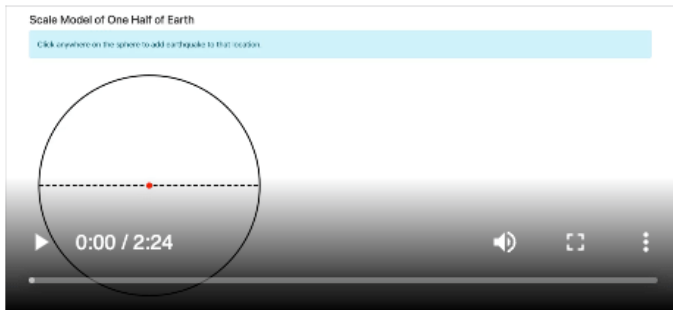 Scale Model of One Half of Earth
Click anywhere on the sphere to add earthquake to that location.
0:00 / 2:24